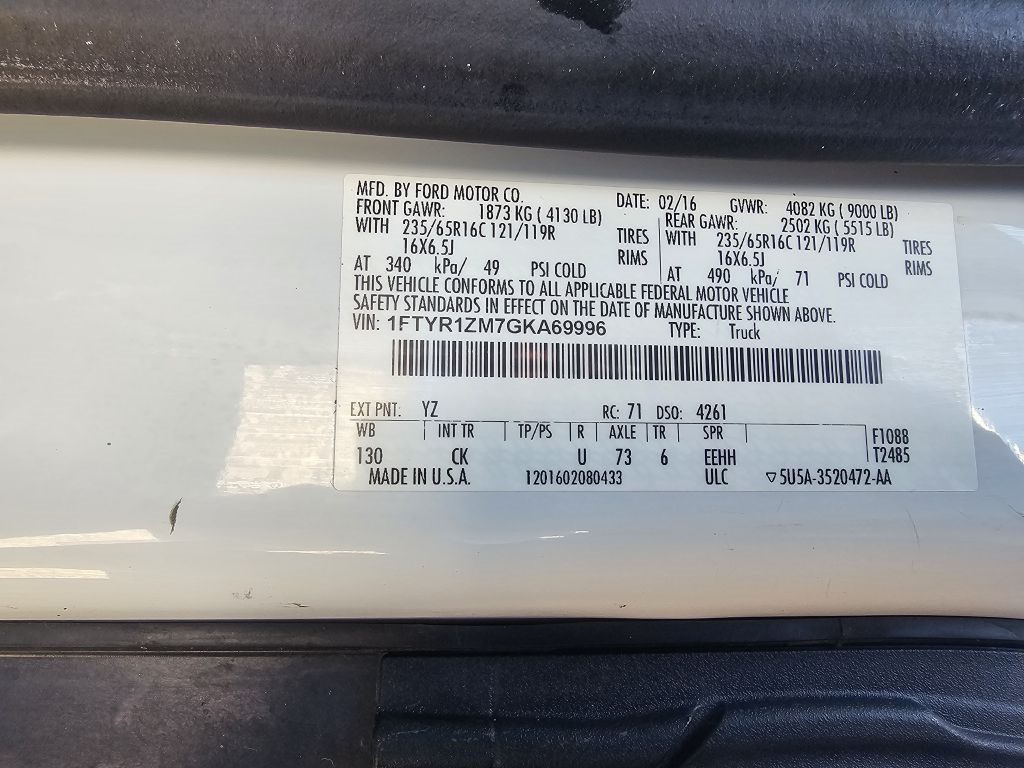 MFD. BY FORD MOTOR CO. DATE: 02/16 GVWR: 4082 KG ( 9000 LB)
FRONT GAWR: 1873 KG ( 4130 LB) REAR GAWR: 2502 KG ( 5515 LB)
WITH 235/65R16C 121/119R TIRES WITH 235/65R16C 121/119R TIRES
16X6.5J RIMS 16X6.5J RIMS
AT 340 kPa/ 49 PSI COLD AT 490 kPa/ 71 PSI COLD
THIS VEHICLE CONFORMS TO ALL APPLICABLE FEDERAL MOTOR VEHICLE
SAFETY STANDARDS IN EFFECT ON THE DATE OF MANUFACTURE SHOWN ABOVE.
VIN: 1FTYR1ZM7GKA69996 TYPE: Truck
EXT PNT: YZ RC: 71 DSO: 4261
WB INT TR TP/PS R AXLE TR SPR F1088
130 CK U 73 6 EEHH T2485
MADE IN U.S.A. 1201602080433 ULC ▽5U5A-3520472-AA